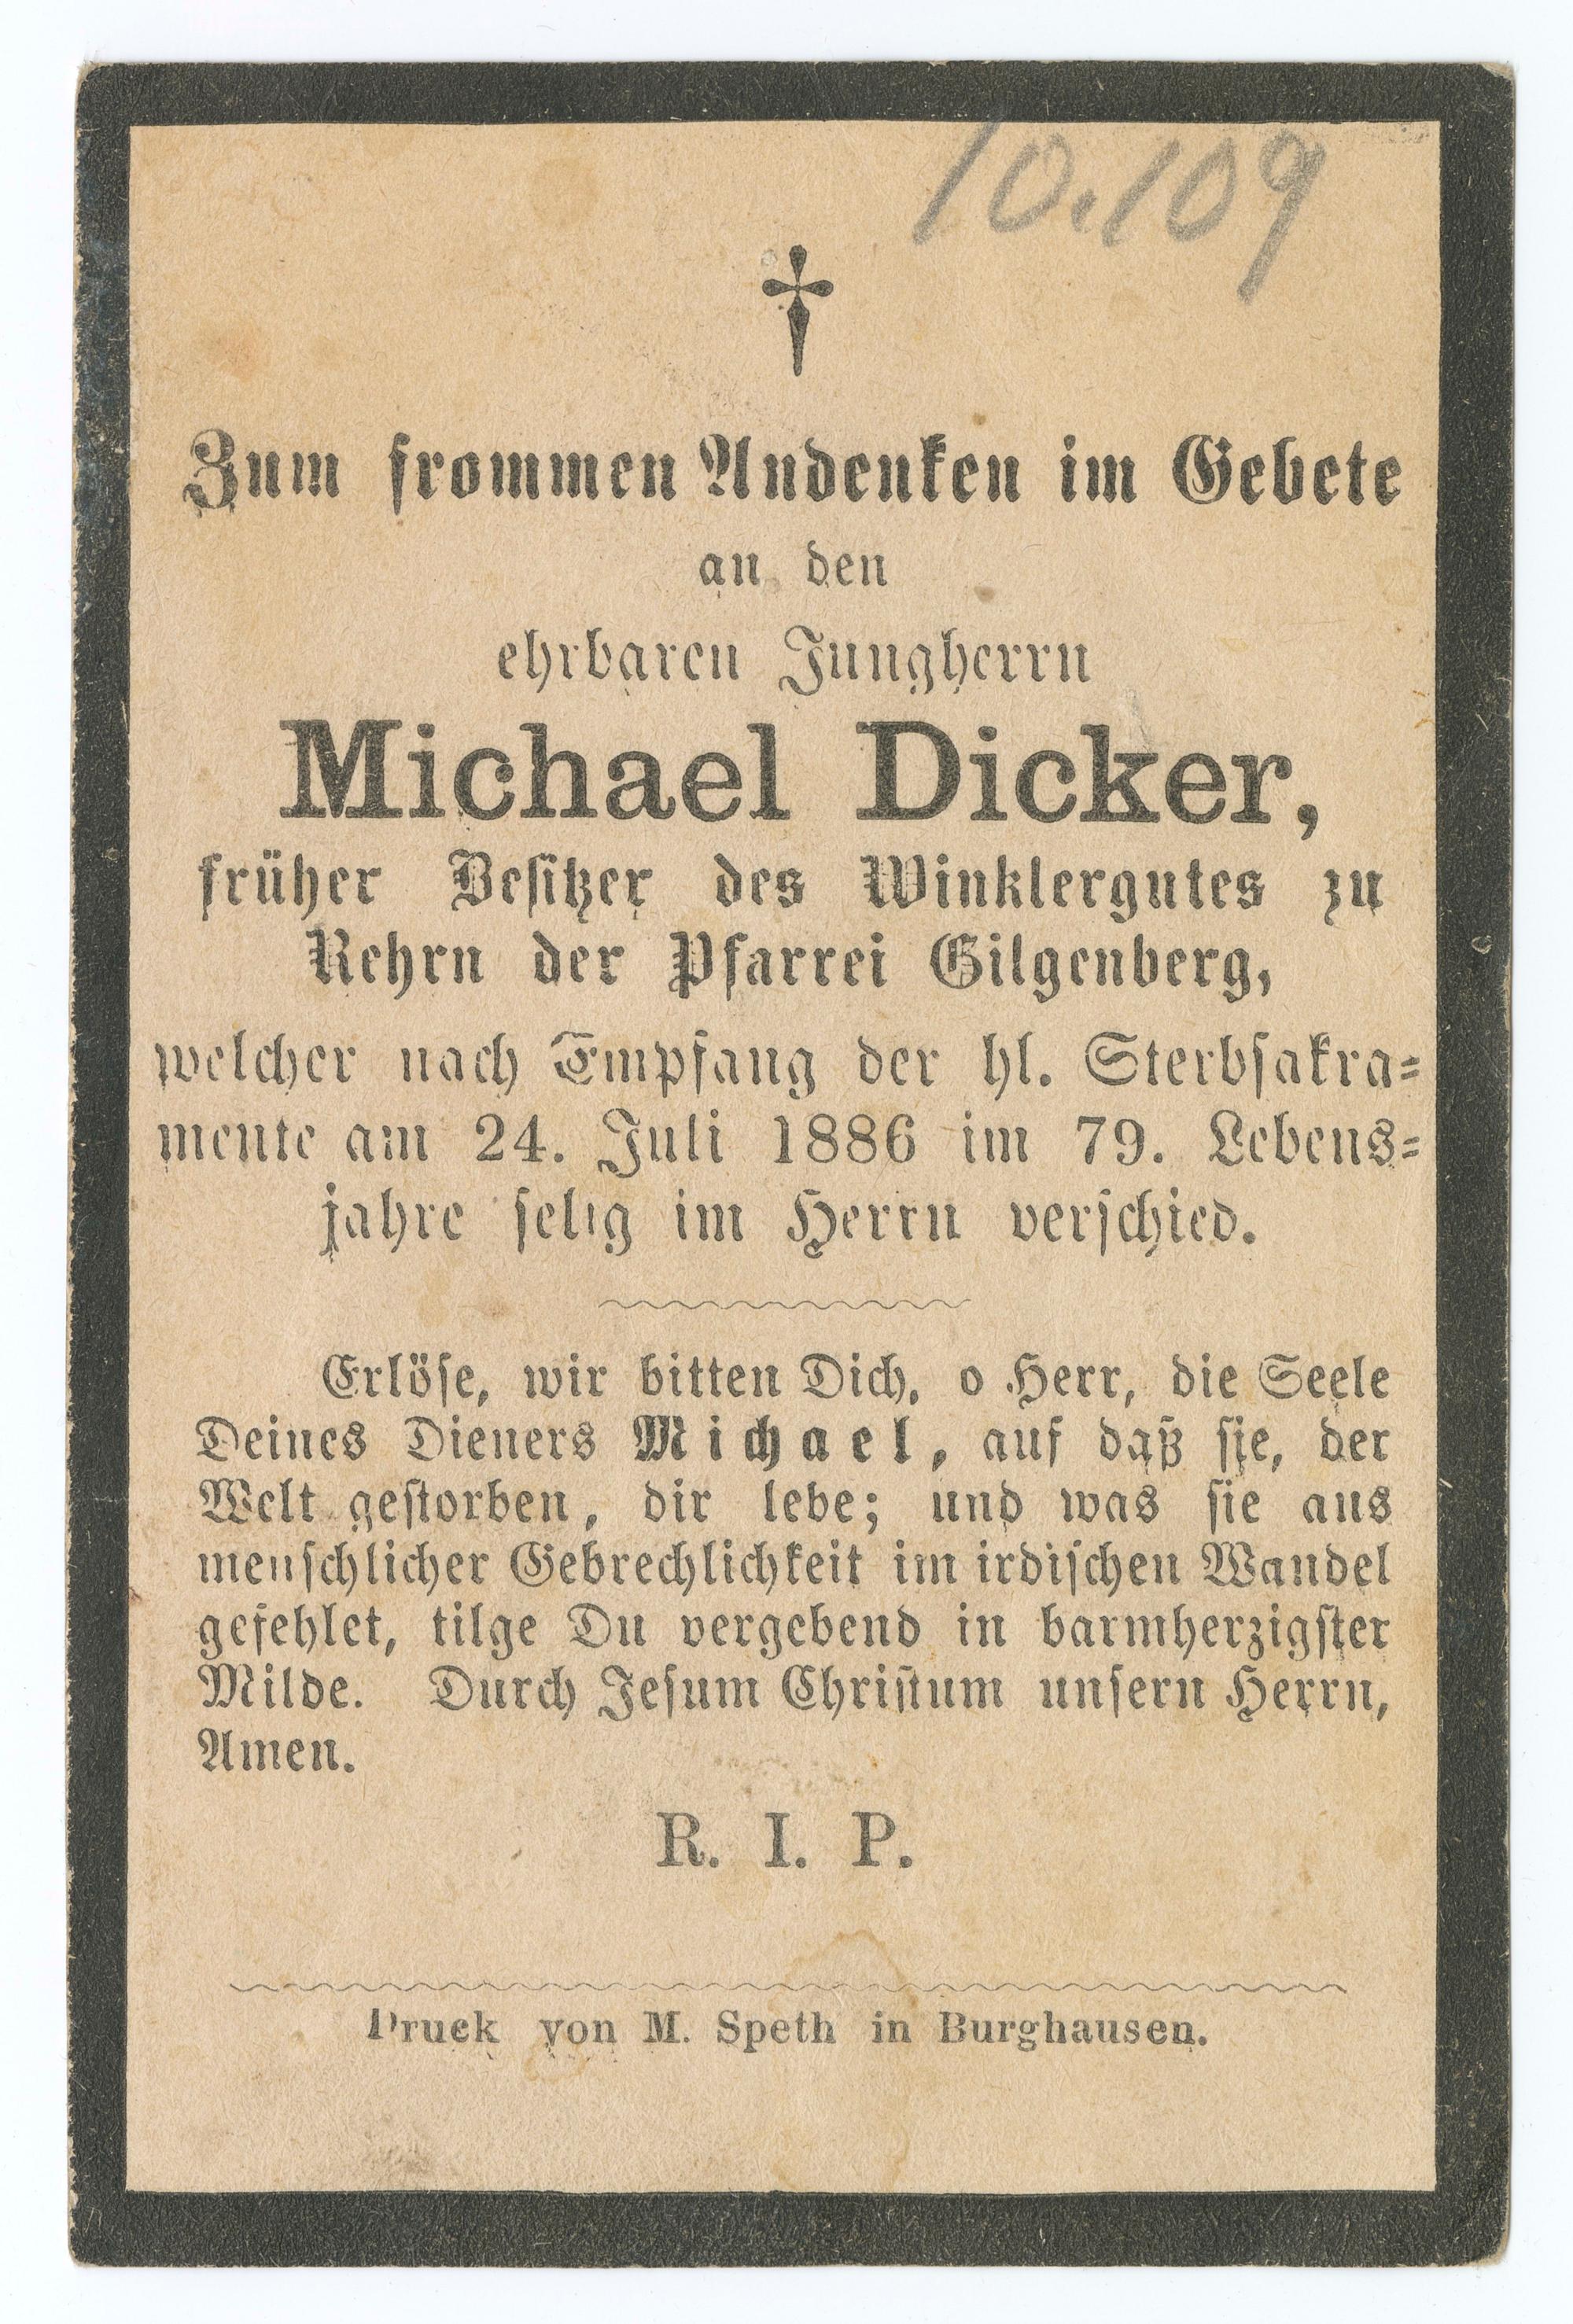 10.109
†
Zum frommen Andenken im Gebete
an den
ehrbaren Jungherrn
Michael Dicker,
früher Besitzer des Winklergutes zu
Rehrn der Pfarrei Gilgenberg,
welcher nach Empfang der hl. Sterbsakra-
mente am 24. Juli 1886 im 79. Lebens-
jahre selig im Herrn verschied.
Erlöse, wir bitten Dich, o Herr, die Seele
Deines Dieners Michael, auf daß sie, der
Welt gestorben, dir lebe; und was sie aus
menschlicher Gebrechlichkeit im irdischen Wandel
gefehlet, tilge Du vergebend in barmherzigster
Milde. Durch Jesum Christum unsern Herrn,
Amen.
R. I. P.
Druck von M. Speth in Burghausen.